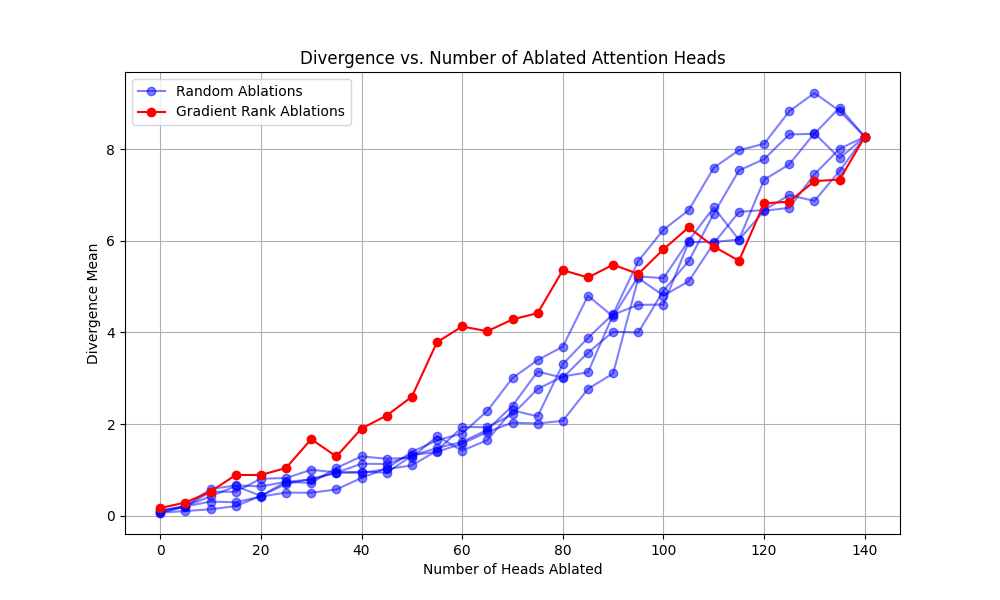 Divergence vs. Number of Ablated Attention Heads
Random Ablations
Gradient Rank Ablations
Divergence Mean
8
6
4
2
0
0 20 40 60 80 100 120 140
Number of Heads Ablated